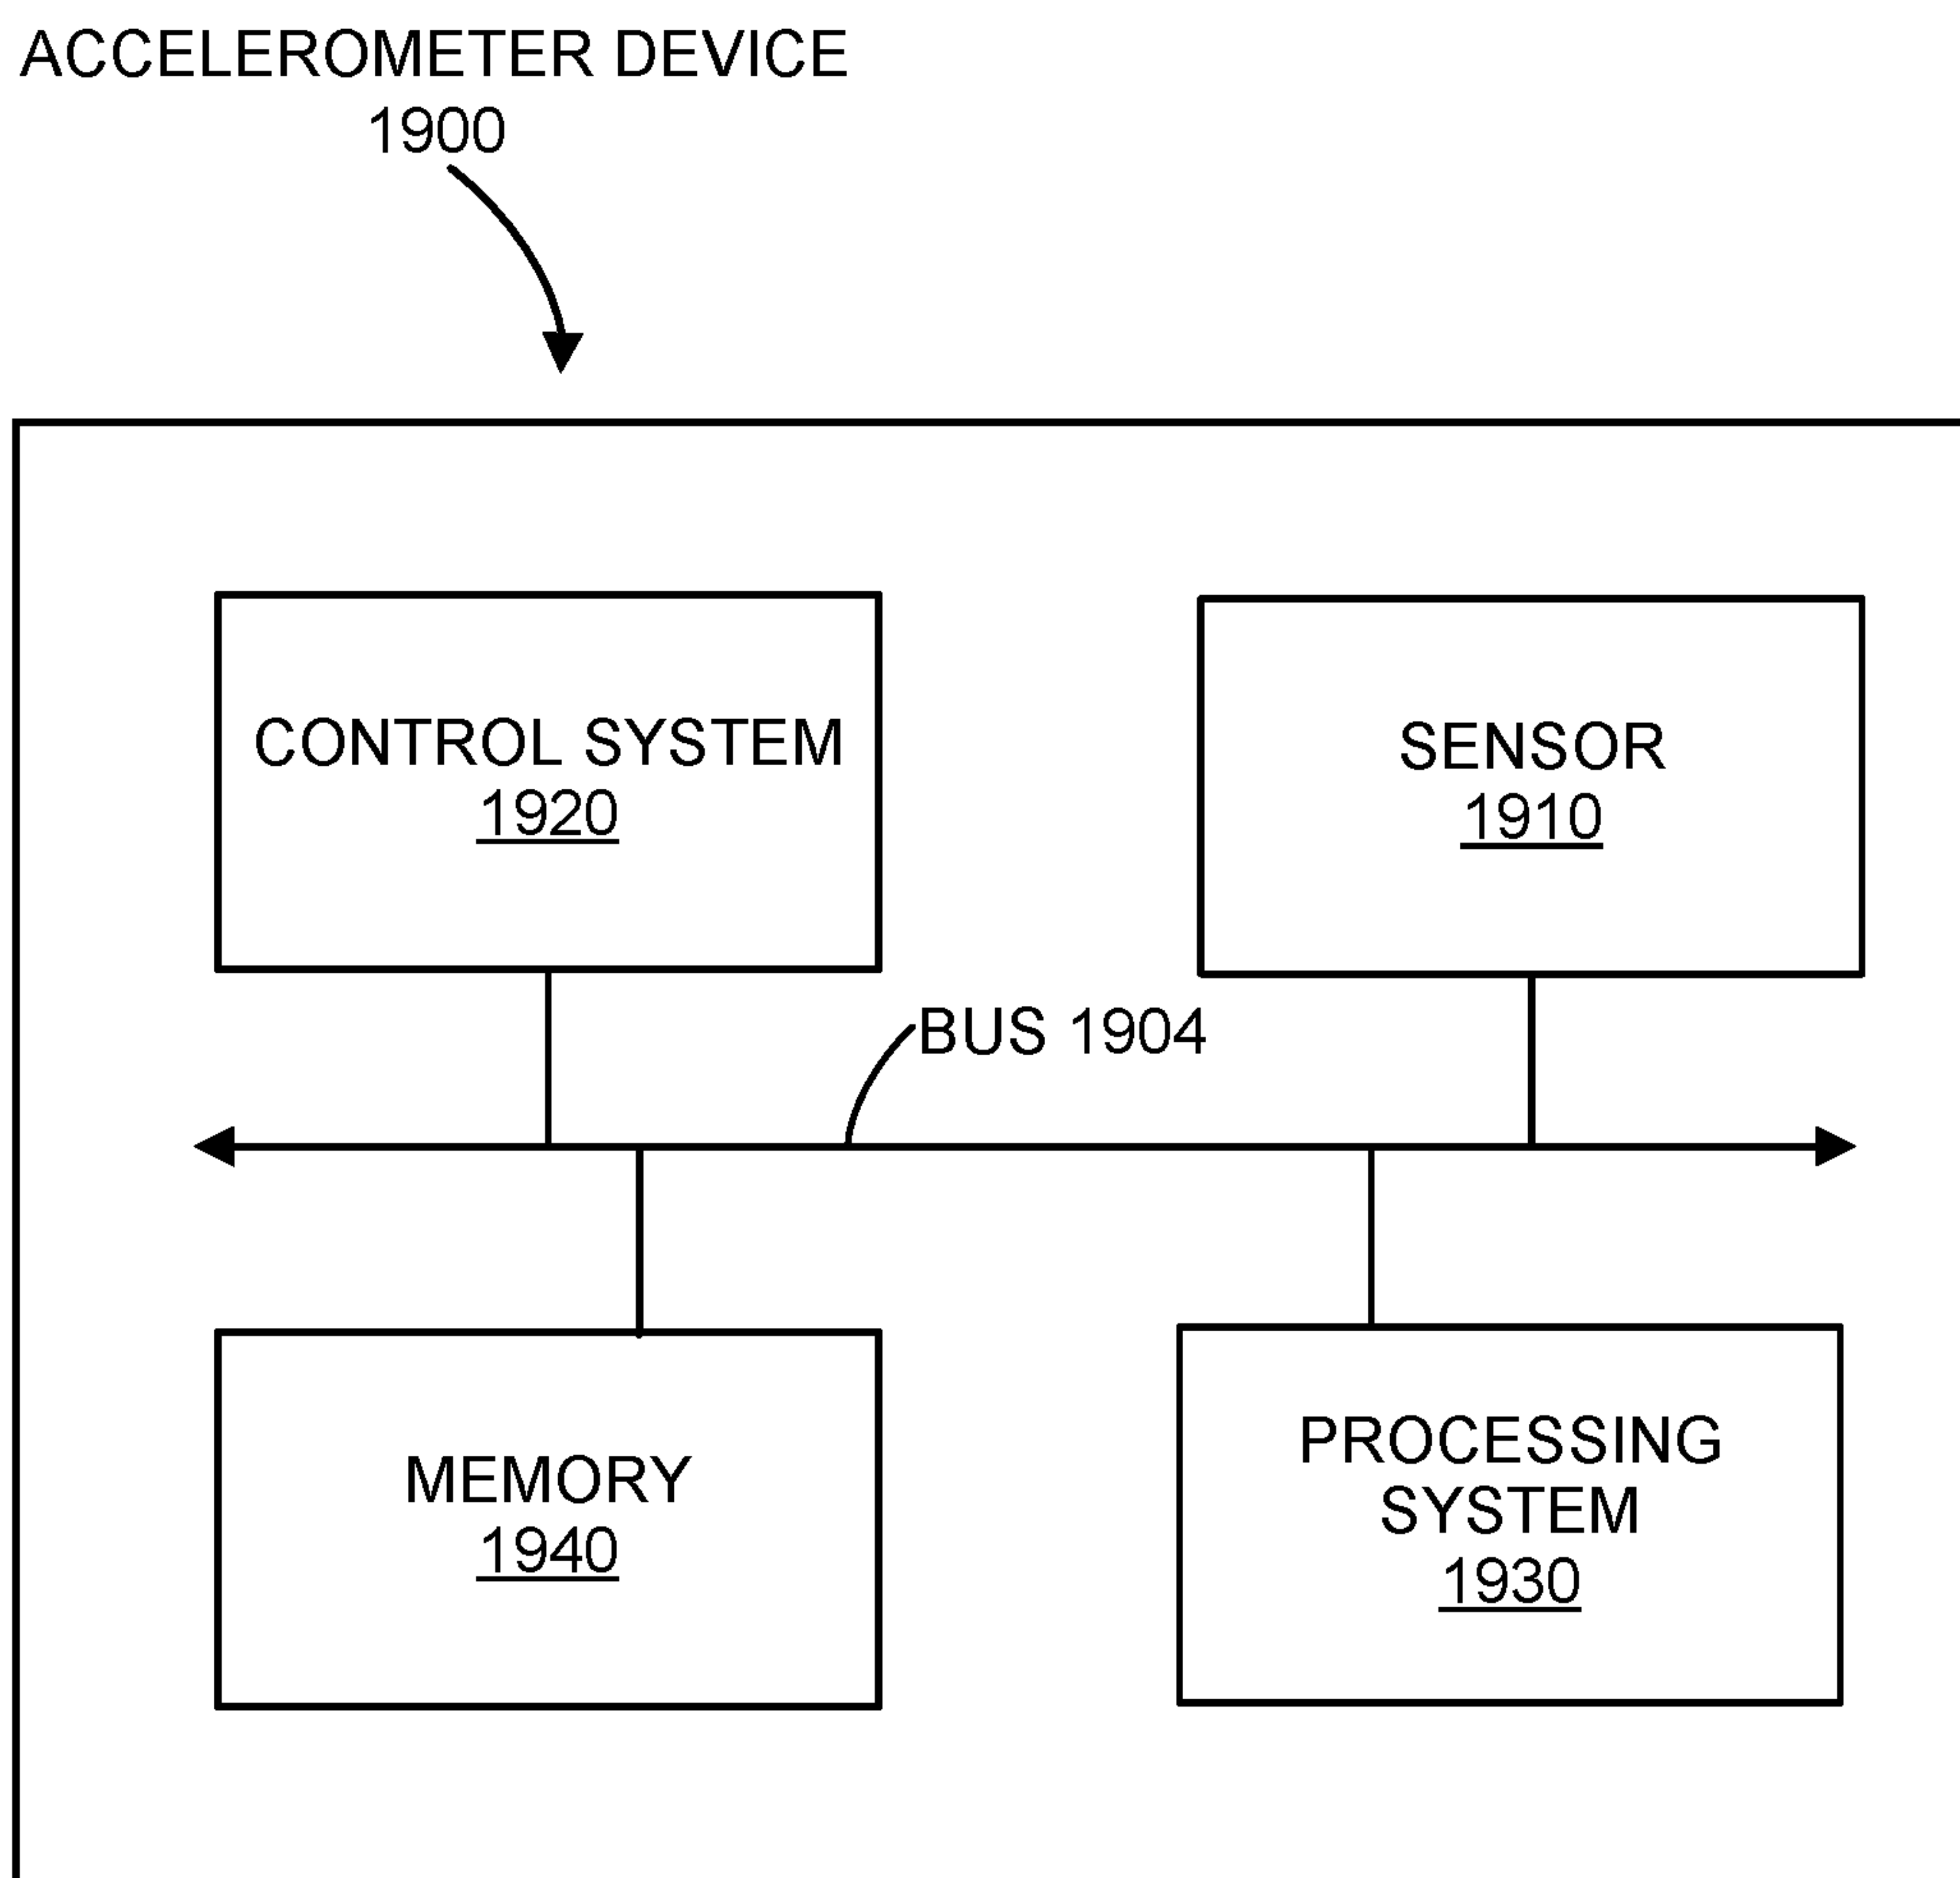 ACCELEROMETER DEVICE
1900
CONTROL SYSTEM
1920
SENSOR
1910
BUS 1904
MEMORY
1940
PROCESSING
SYSTEM
1930